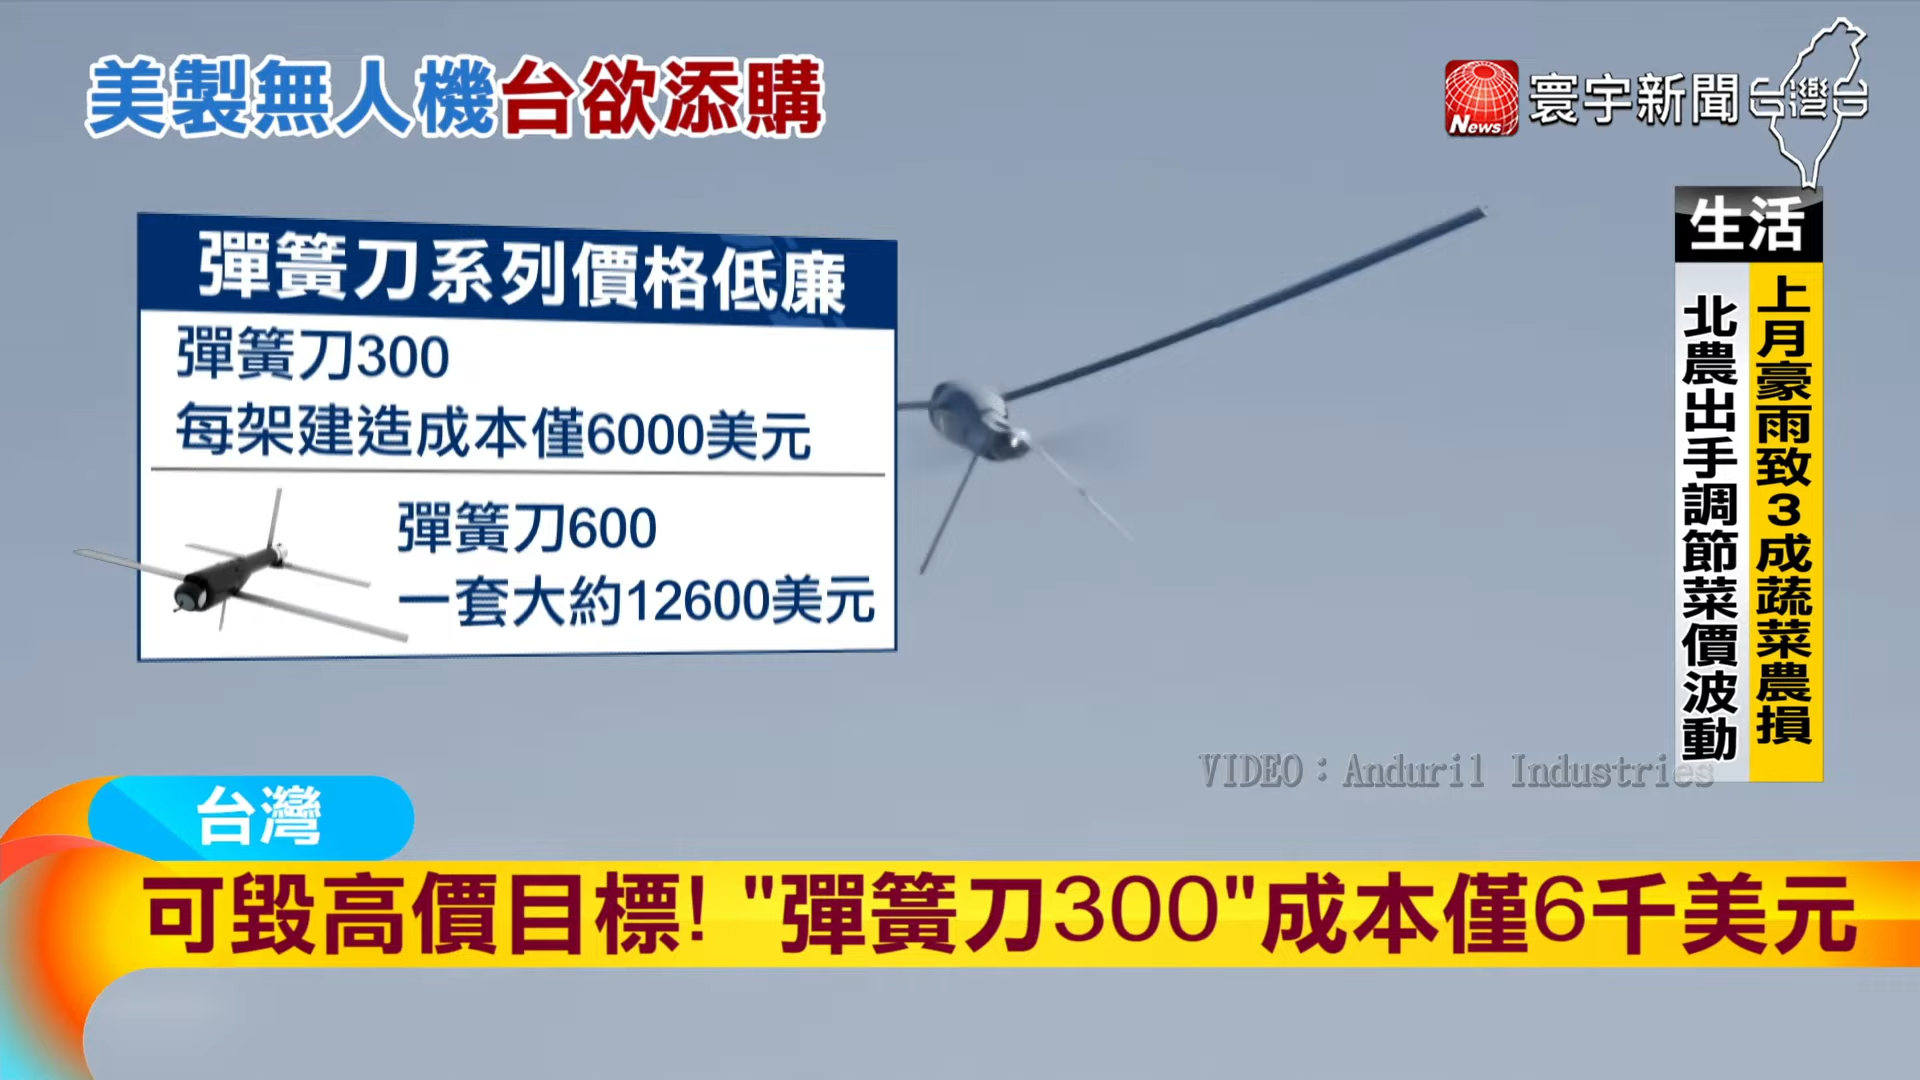 美製無人機台欲添購
News
寰宇新聞
台灣
生活
上月豪雨致3成蔬菜農損
北農出手調節菜價波動
彈簧刀系列價格低廉
彈簧刀300
每架建造成本僅6000美元
彈簧刀600
一套大約12600美元
VIDEO：Anduril Industries
台灣
可毀高價目標! "彈簧刀300"成本僅6千美元